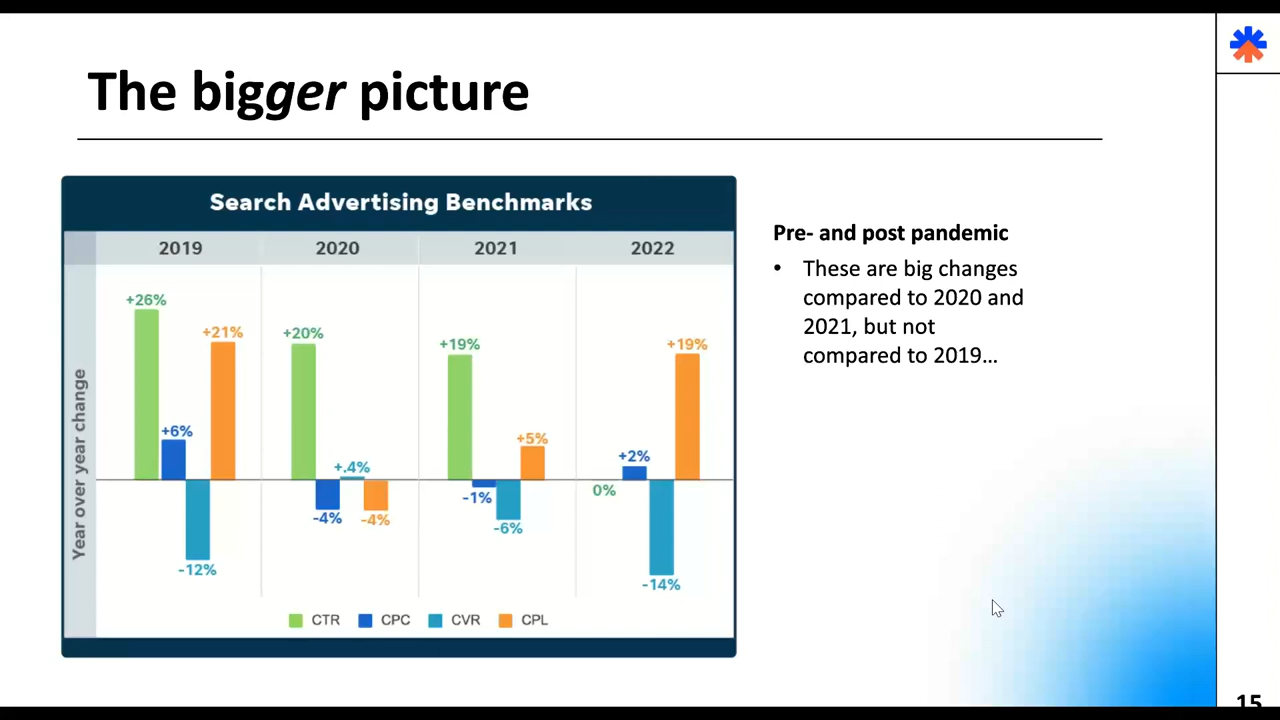 The bigger picture
Search Advertising Benchmarks
2019 2020 2021 2022
Year over year change
+26% +6% -12% +21%
+20% -4% +.4% -4%
+19% -1% -6% +5%
0% +2% -14% +19%
CTR CPC CVR CPL
Pre- and post pandemic
• These are big changes
compared to 2020 and
2021, but not
compared to 2019...
15